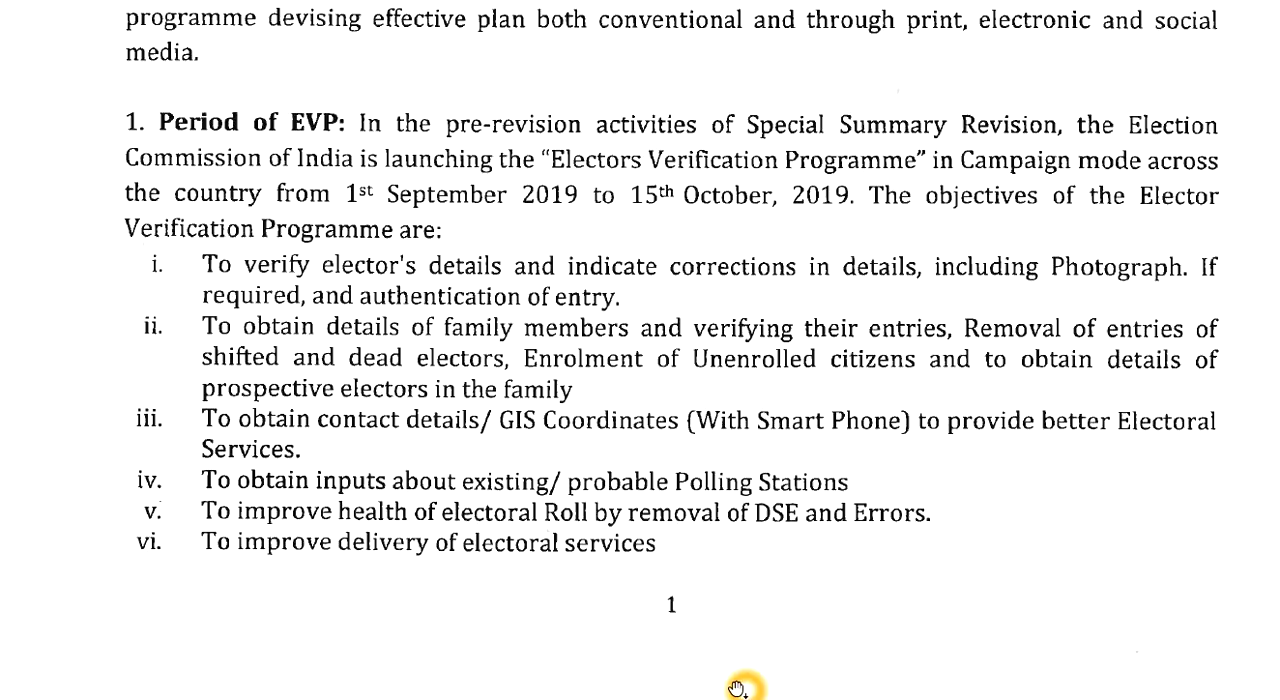 programme devising effective plan both conventional and through print, electronic and social
media.
1. Period of EVP: In the pre-revision activities of Special Summary Revision, the Election
Commission of India is launching the “Electors Verification Programme” in Campaign mode across
the country from 1st September 2019 to 15th October, 2019. The objectives of the Elector
Verification Programme are:
i. To verify elector's details and indicate corrections in details, including Photograph. If
required, and authentication of entry.
ii. To obtain details of family members and verifying their entries, Removal of entries of
shifted and dead electors, Enrolment of Unenrolled citizens and to obtain details of
prospective electors in the family
iii. To obtain contact details/ GIS Coordinates (With Smart Phone) to provide better Electoral
Services.
iv. To obtain inputs about existing/ probable Polling Stations
v. To improve health of electoral Roll by removal of DSE and Errors.
vi. To improve delivery of electoral services
1